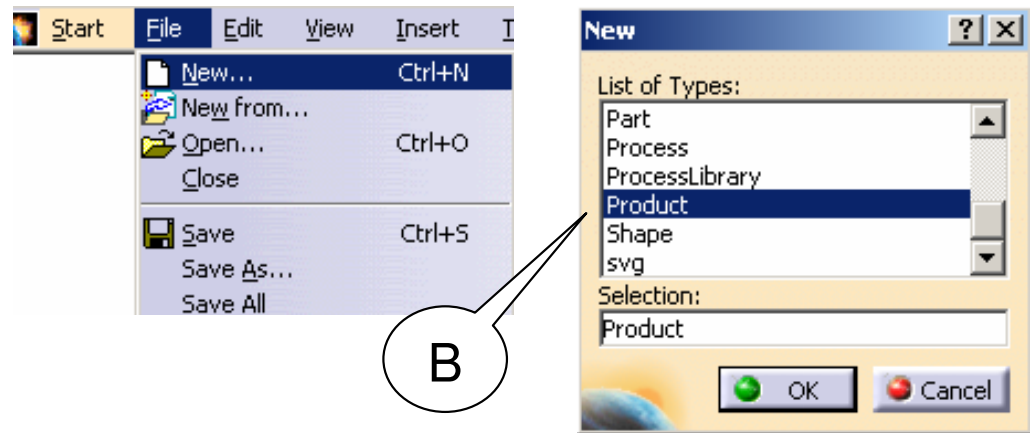 Start File Edit View Insert
New... Ctrl+N
New from...
Open... Ctrl+O
Close
Save Ctrl+S
Save As...
Save All
B
New
List of Types:
Part
Process
ProcessLibrary
Product
Shape
svg
Selection:
Product
OK Cancel